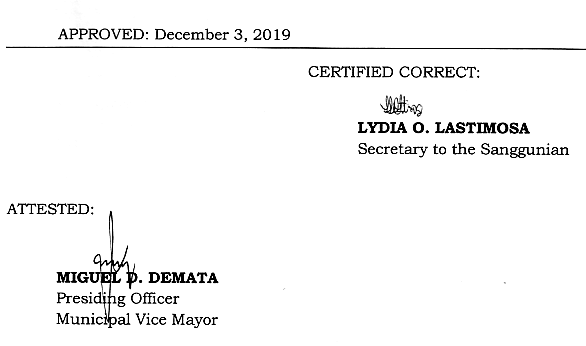 APPROVED: December 3, 2019
CERTIFIED CORRECT:
LYDIA O. LASTIMOSA
Secretary to the Sanggunian
ATTESTED:
MIGUEL D. DEMATA
Presiding Officer
Municipal Vice Mayor